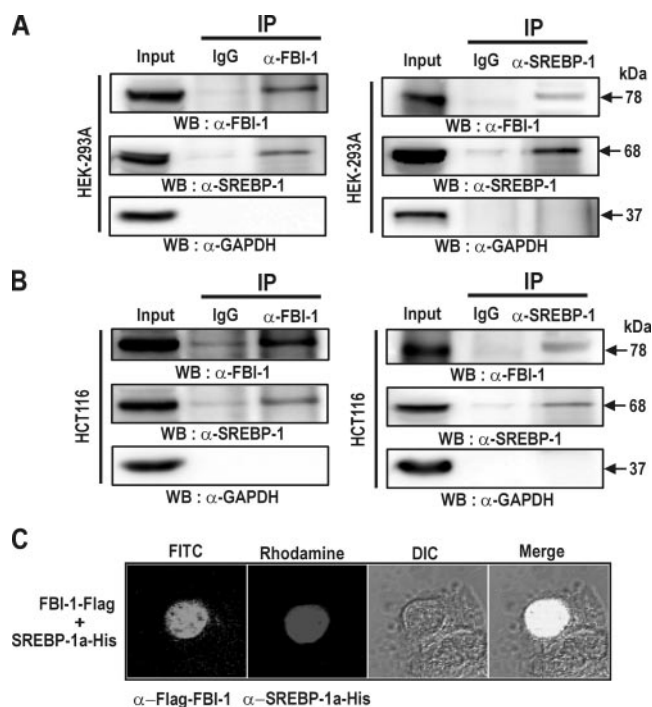 A
IP
IP
Input IgG α-FBI-1
Input IgG α-SREBP-1 kDa
HEK-293A
WB : α-FBI-1
WB : α-SREBP-1
WB : α-GAPDH
HEK-293A
78
WB : α-FBI-1
68
WB : α-SREBP-1
37
WB : α-GAPDH
B
IP
IP
Input IgG α-FBI-1
Input IgG α-SREBP-1 kDa
HCT116
WB : α-FBI-1
WB : α-SREBP-1
WB : α-GAPDH
HCT116
78
WB : α-FBI-1
68
WB : α-SREBP-1
37
WB : α-GAPDH
C
FITC Rhodamine DIC Merge
FBI-1-Flag
+
SREBP-1a-His
α–Flag-FBI-1 α–SREBP-1a-His